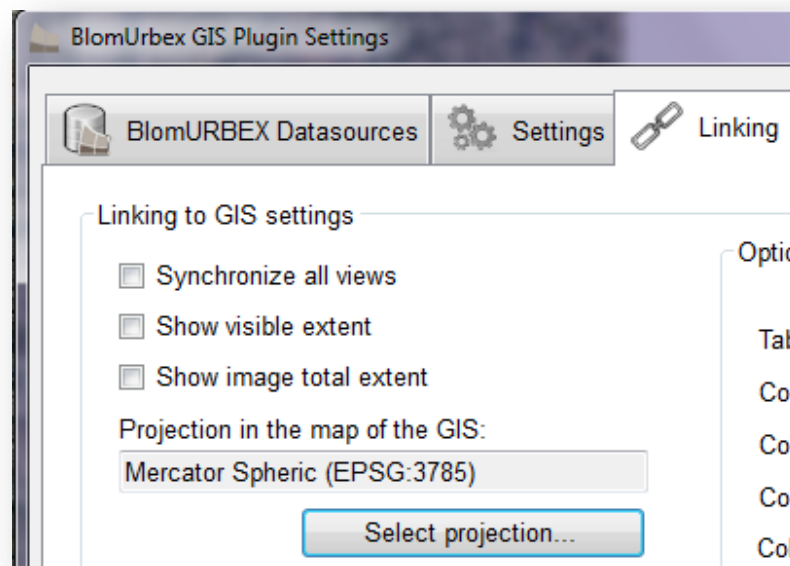 BlomUrbex GIS Plugin Settings
BlomURBEX Datasources Settings Linking
Linking to GIS settings
Synchronize all views
Show visible extent
Show image total extent
Projection in the map of the GIS:
Mercator Spheric (EPSG:3785)
Select projection...